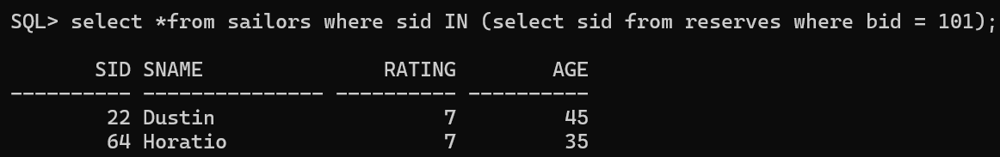 SQL> select *from sailors where sid IN (select sid from reserves where bid = 101);
       SID SNAME               RATING        AGE
---------- --------------- ---------- ----------
        22 Dustin                   7         45
        64 Horatio                  7         35